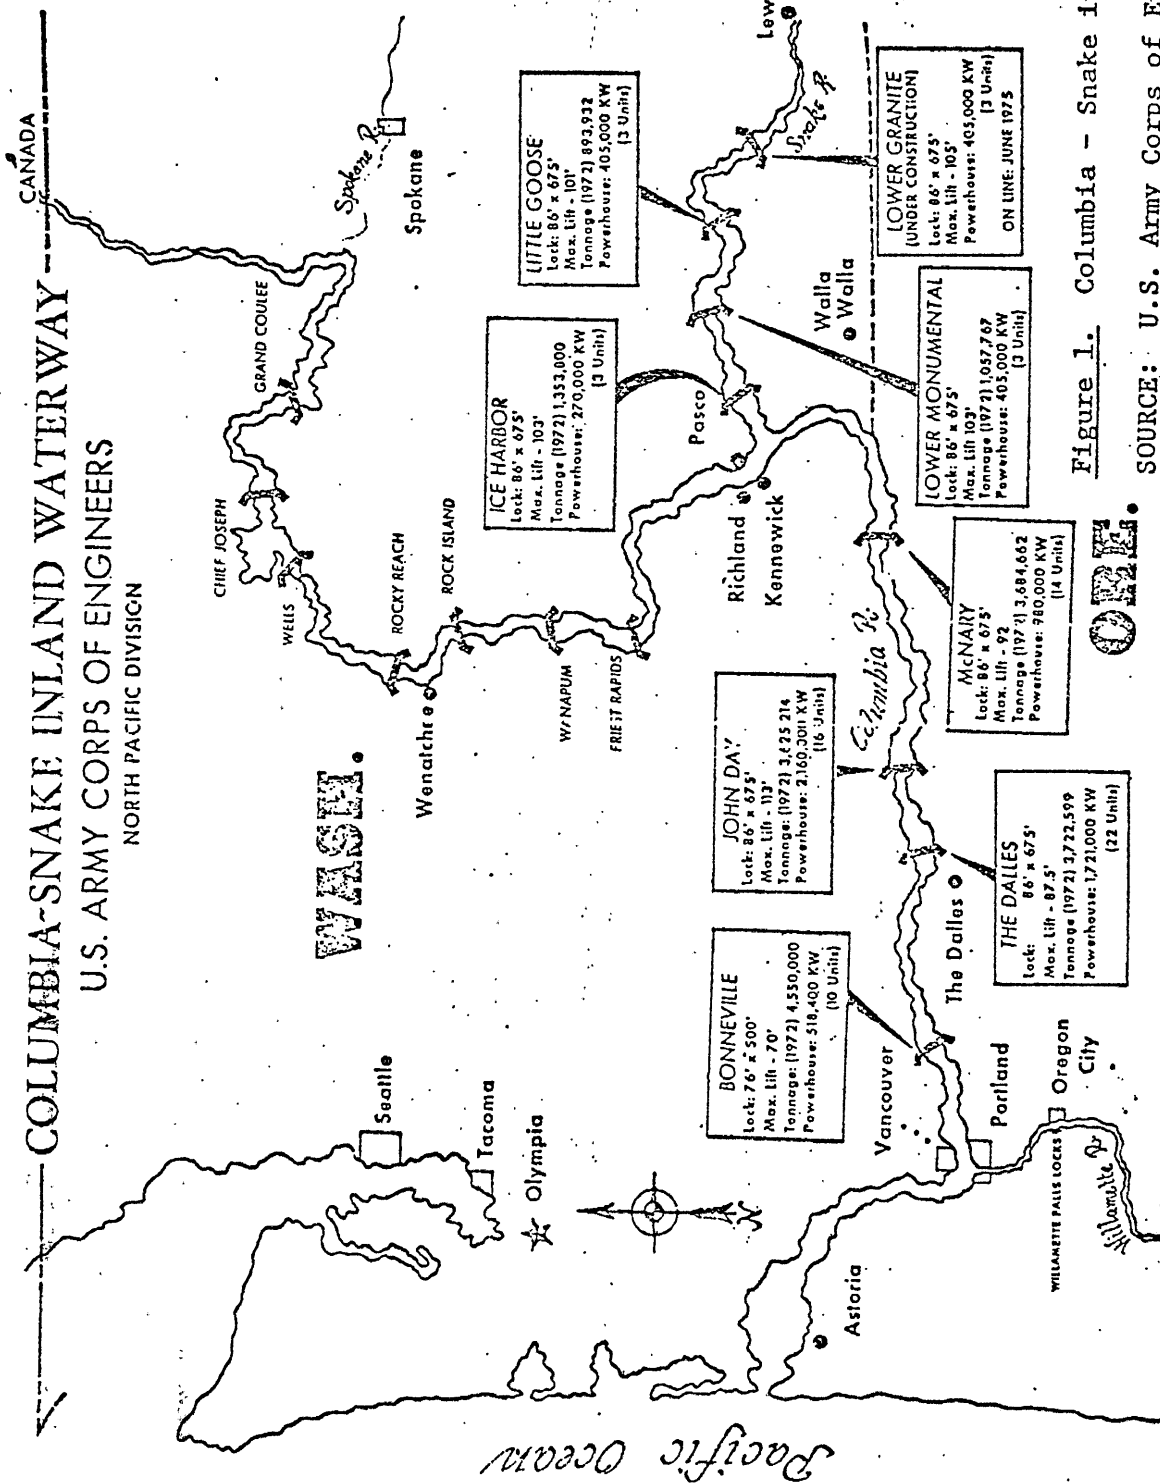 COLUMBIA-SNAKE INLAND WATERWAY
U.S. ARMY CORPS OF ENGINEERS
NORTH PACIFIC DIVISION
CANADA
Spokane R.
Spokane
GRAND COULEE
CHIEF JOSEPH
WELLS
ROCKY REACH
ROCK ISLAND
Wenatchee
WANAPUM
PRIEST RAPIDS
WASH.
Seattle
Tacoma
Olympia
N
Pacific Ocean
Astoria
LITTLE GOOSE
Lock: 86' x 675'
Max. Lift - 101'
Tonnage (1972) 893,932
Powerhouse: 405,000 KW
(3 Units)
ICE HARBOR
Lock: 86' x 675'
Max. Lift - 103'
Tonnage (1972) 1,353,000
Powerhouse: 270,000 KW
(3 Units)
Pasco
Richland
Kennewick
Walla
Walla
Snake R.
Lew
LOWER GRANITE
(UNDER CONSTRUCTION)
Lock: 86' x 675'
Max. Lift - 105'
Powerhouse: 405,000 KW
(3 Units)
ON LINE: JUNE 1975
LOWER MONUMENTAL
Lock: 86' x 675'
Max. Lift 103'
Tonnage (1972) 1,057,767
Powerhouse: 405,000 KW
(3 Units)
McNARY
Lock: 86' x 675'
Max. Lift - 92
Tonnage 3,684,662
Powerhouse: 980,000 KW
(14 Units)
Columbia R.
JOHN DAY
Lock: 86' x 675'
Max. Lift - 113'
Tonnage: (1972)
Powerhouse: KW
(16 Units)
THE DALLES
Lock: 86' x 675'
Max. Lift - 87.5'
Tonnage (1972) 3,722,599
Powerhouse: 1,721,000 KW
(22 Units)
The Dalles
BONNEVILLE
Lock: 76' x 500'
Max. Lift - 70'
Tonnage: (1972) 4,550,000
Powerhouse: 518,400 KW
(10 Units)
Vancouver
Portland
Oregon
City
WILLAMETTE FALLS LOCKS
Willamette R.
ORE.
Figure 1. Columbia - Snake i
SOURCE: U.S. Army Corps of E